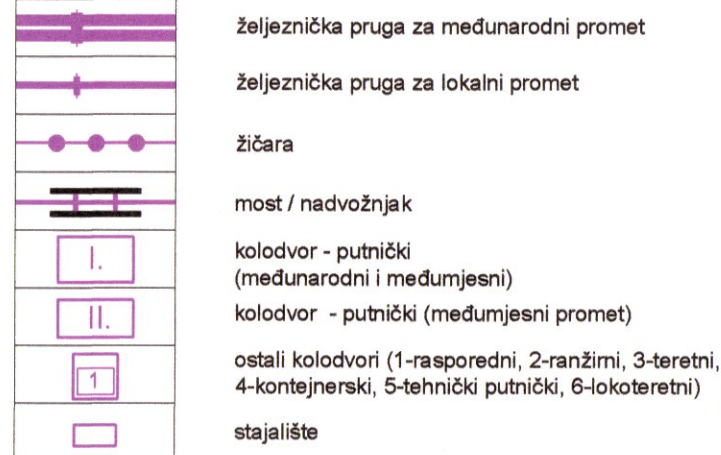 željeznička pruga za međunarodni promet
željeznička pruga za lokalni promet
žičara
most / nadvožnjak
I.
kolodvor - putnički
(međunarodni i međumjesni)
II.
kolodvor - putnički (međumjesni promet)
1
ostali kolodvori (1-rasporedni, 2-ranžirni, 3-teretni,
4-kontejnerski, 5-tehnički putnički, 6-lokoteretni)
stajalište